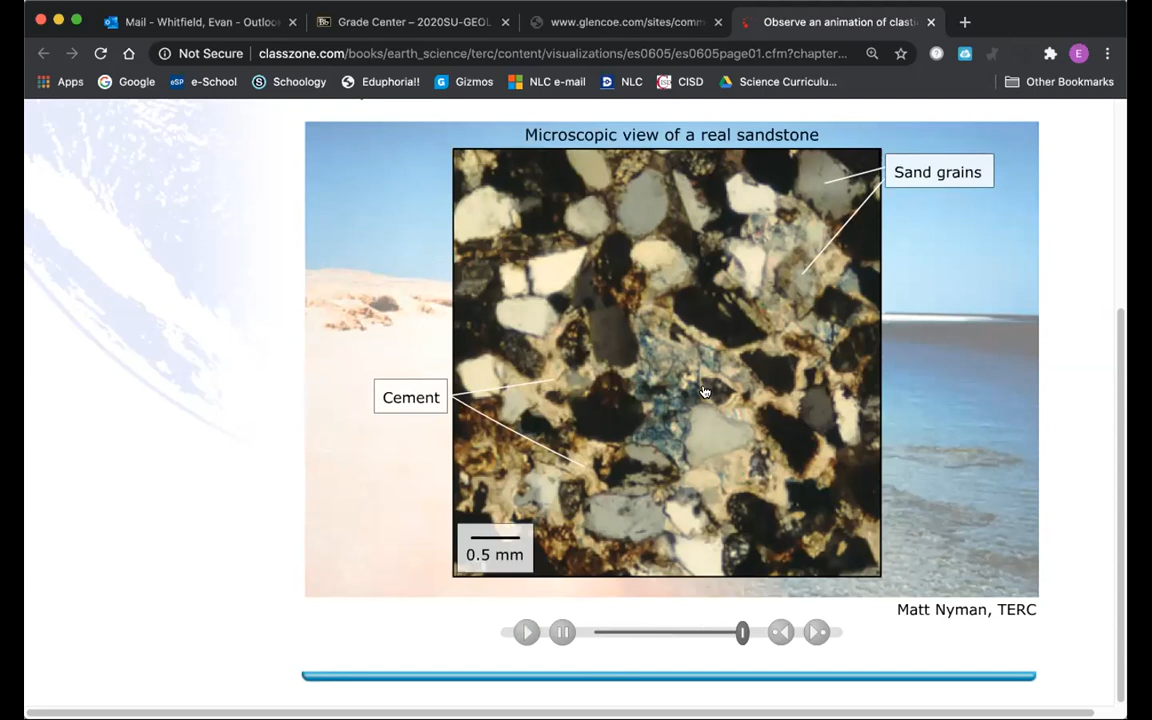 Mail - Whitfield, Evan - Outloo
Grade Center – 2020SU-GEOL
www.glencoe.com/sites/comm
Observe an animation of clasti
Not Secure
classzone.com/books/earth_science/terc/content/visualizations/es0605/es0605page01.cfm?chapter...
E
Apps
Google
eSP e-School
Schoology
Eduphoria!!
G Gizmos
NLC e-mail
D NLC
CISD CISD
Science Curriculu...
Other Bookmarks
Microscopic view of a real sandstone
Sand grains
Cement
0.5 mm
Matt Nyman, TERC